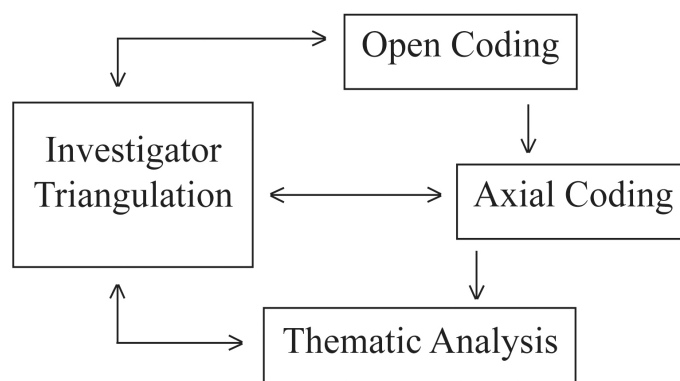 Open Coding
Investigator
Triangulation
Axial Coding
Thematic Analysis